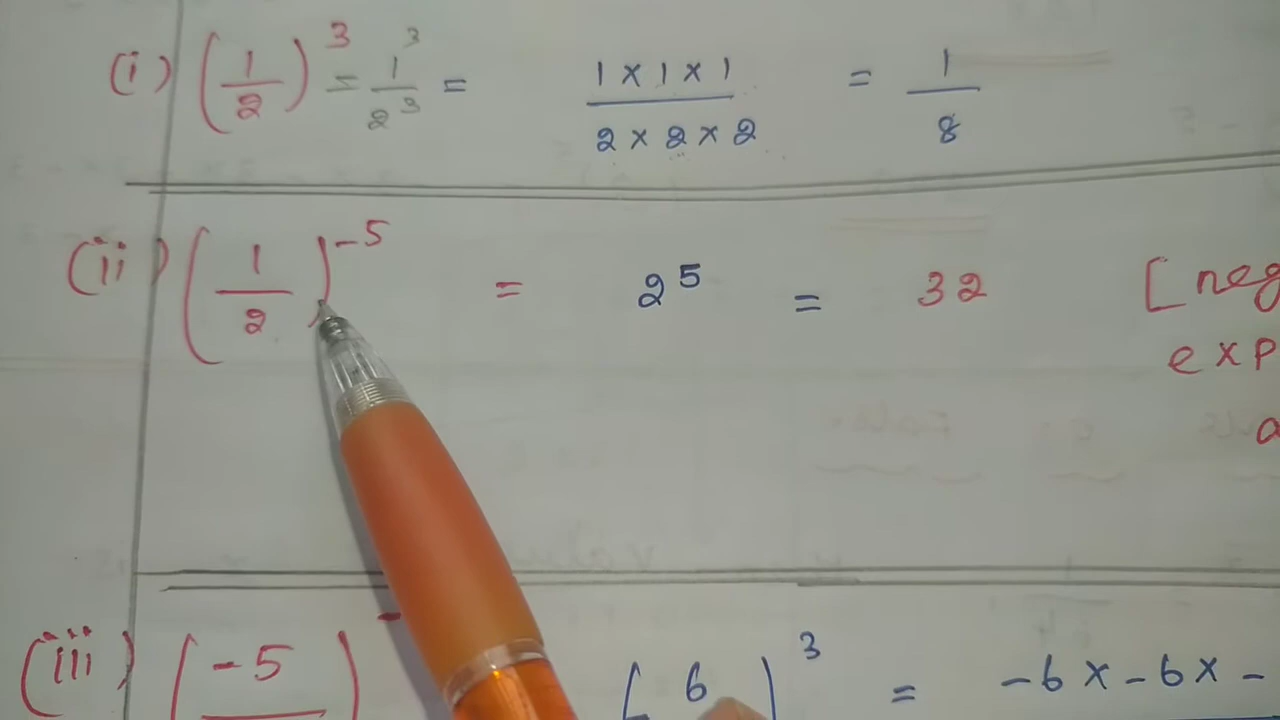 (i) (1/2)^3 = 1^3/2^3 = 1 x 1 x 1 / 2 x 2 x 2 = 1/8
(ii) (1/2)^-5 = 2^5 = 32 [neg
exp
a
(iii) (-5 )^- [6 ]^3 = -6 x -6 x -